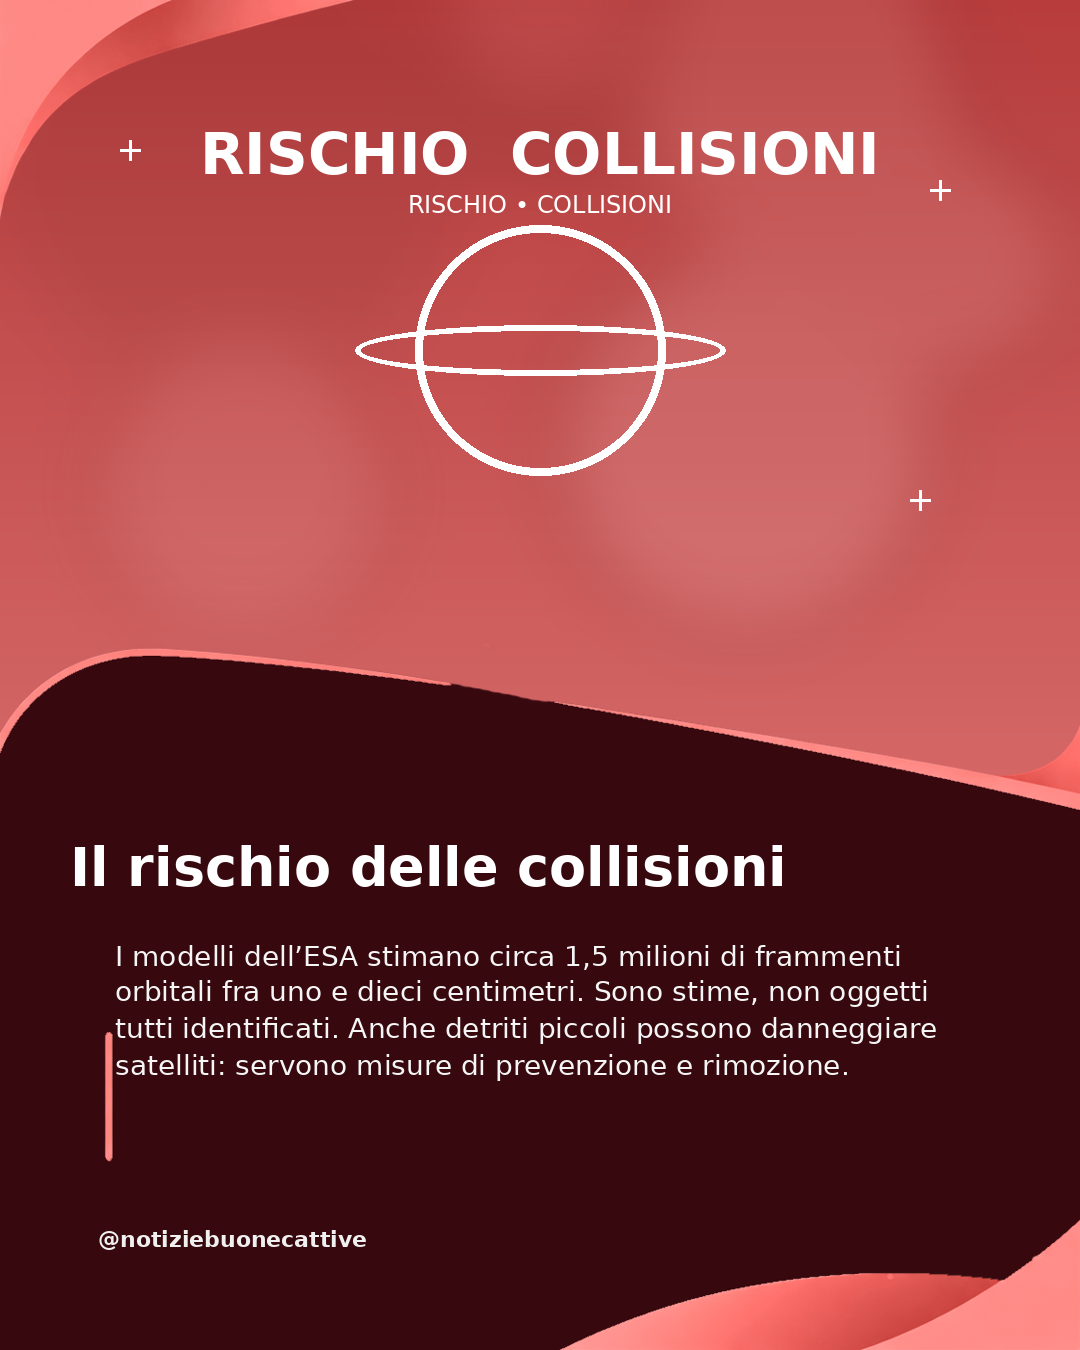 RISCHIO COLLISIONI
RISCHIO • COLLISIONI
Il rischio delle collisioni
I modelli dell’ESA stimano circa 1,5 milioni di frammenti
orbitali fra uno e dieci centimetri. Sono stime, non oggetti
tutti identificati. Anche detriti piccoli possono danneggiare
satelliti: servono misure di prevenzione e rimozione.
@notiziebuonecattive